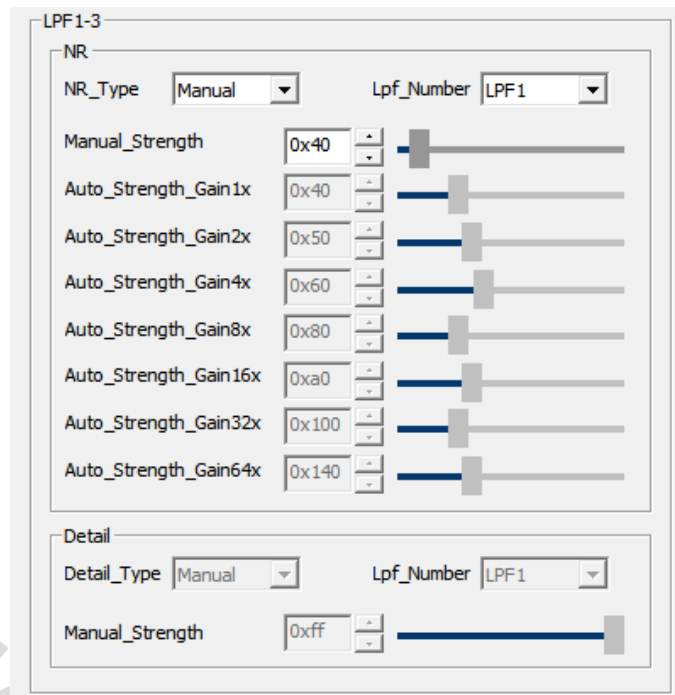 LPF1-3
NR
NR_Type Manual Lpf_Number LPF1
Manual_Strength 0x40
Auto_Strength_Gain1x 0x40
Auto_Strength_Gain2x 0x50
Auto_Strength_Gain4x 0x60
Auto_Strength_Gain8x 0x80
Auto_Strength_Gain16x 0xa0
Auto_Strength_Gain32x 0x100
Auto_Strength_Gain64x 0x140
Detail
Detail_Type Manual Lpf_Number LPF1
Manual_Strength 0xff